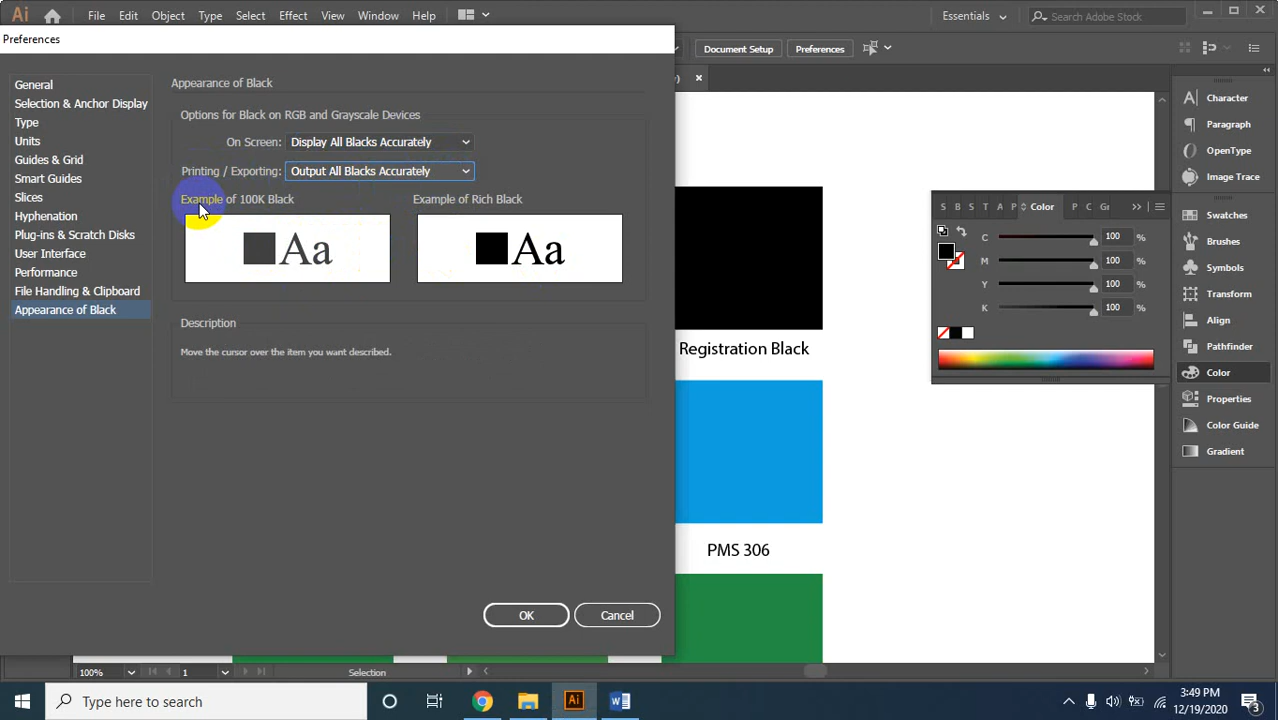 Ai File Edit Object Type Select Effect View Window Help Essentials Search Adobe Stock
Preferences
Document Setup Preferences
General
Selection & Anchor Display
Type
Units
Guides & Grid
Smart Guides
Slices
Hyphenation
Plug-ins & Scratch Disks
User Interface
Performance
File Handling & Clipboard
Appearance of Black
Appearance of Black
Options for Black on RGB and Grayscale Devices
On Screen: Display All Blacks Accurately
Printing / Exporting: Output All Blacks Accurately
Example of 100K Black Example of Rich Black
Aa Aa
Description
Move the cursor over the item you want described.
OK Cancel
Registration Black
PMS 306
S B S T A Color P C Gr
C 100 %
M 100 %
Y 100 %
K 100 %
Character
Paragraph
OpenType
Image Trace
Swatches
Brushes
Symbols
Transform
Align
Pathfinder
Color
Properties
Color Guide
Gradient
100% 1 Selection
Type here to search
Ai
W
3:49 PM
12/19/2020
3